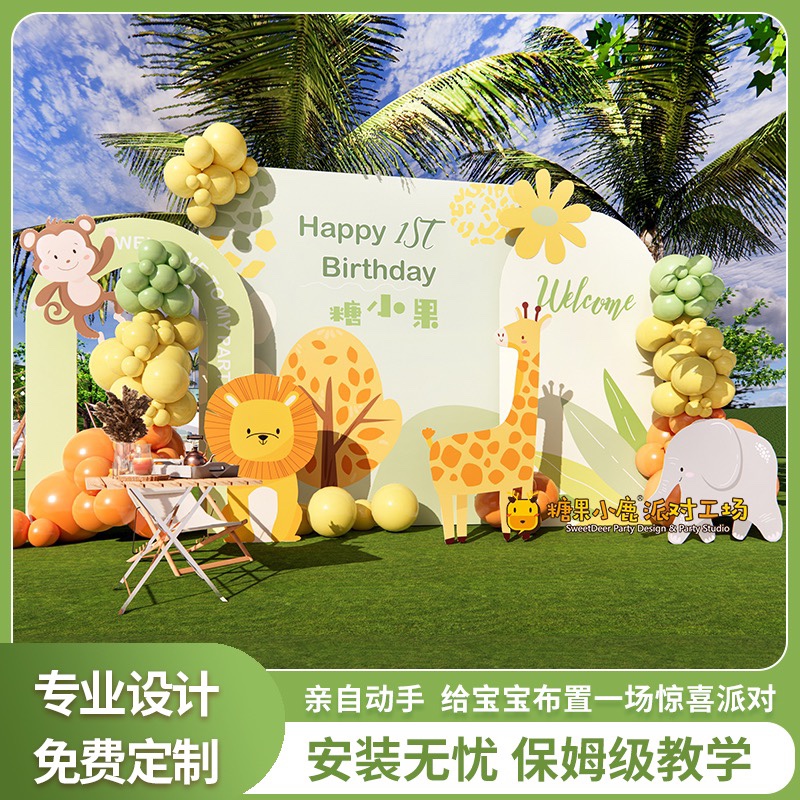 Happy 1ST
Birthday
糖小果
Welcome
糖果小鹿®派对工场
SweetDeer Party Design & Party Studio
专业设计
免费定制
亲自动手 给宝宝布置一场惊喜派对
安装无忧 保姆级教学